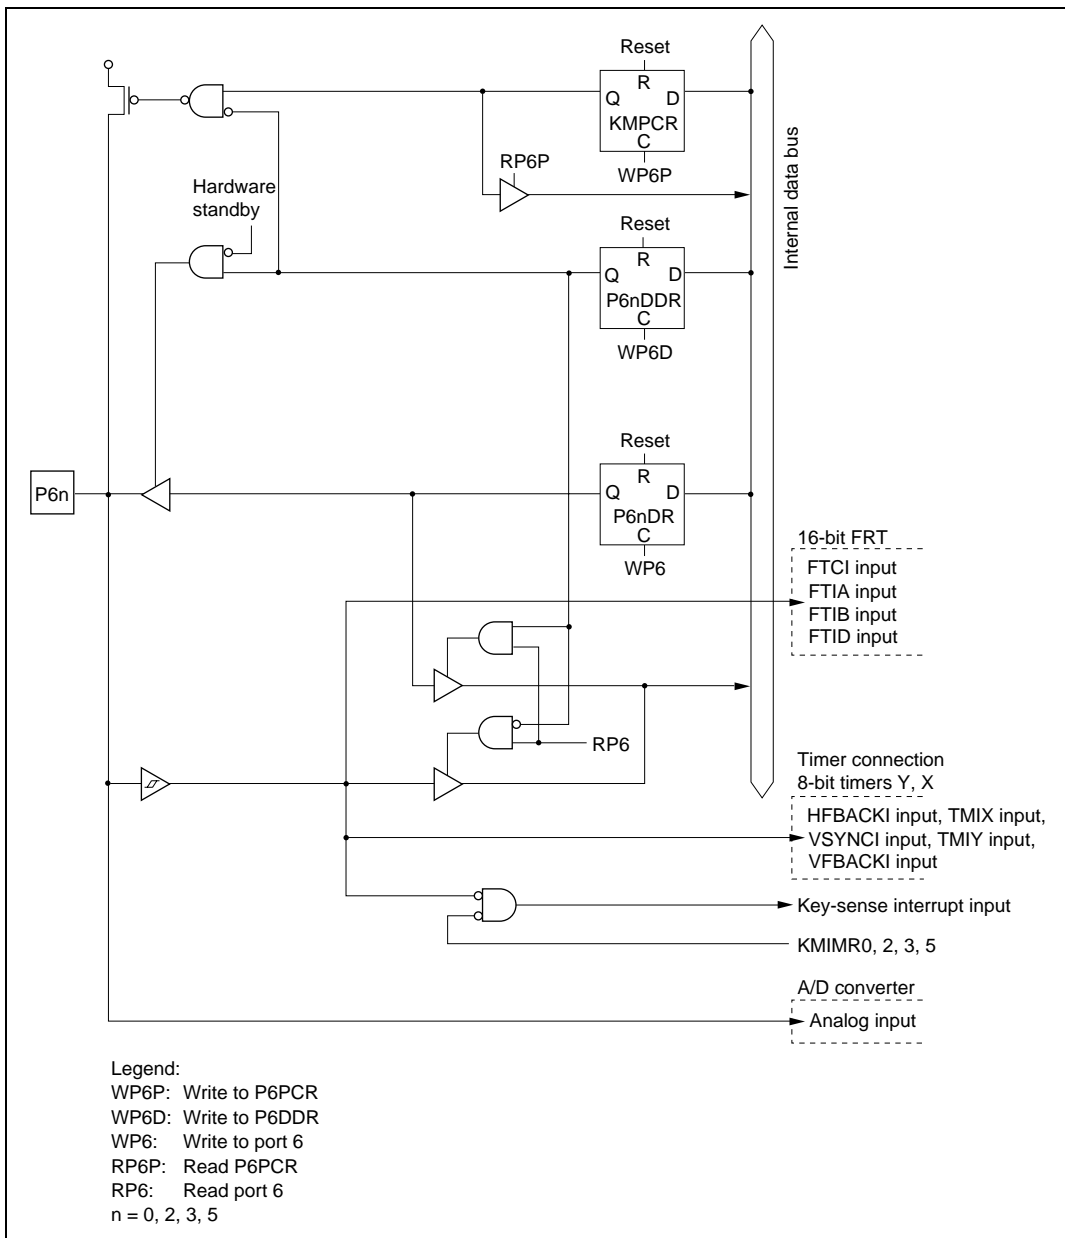 Reset
R
Q D
KMPCR
C
RP6P
WP6P
Hardware
standby
Internal data bus
Reset
R
Q D
P6nDDR
C
WP6D
Reset
P6n
R
Q D
P6nDR
C
WP6
16-bit FRT
FTCI input
FTIA input
FTIB input
FTID input
RP6
Timer connection
8-bit timers Y, X
HFBACKI input, TMIX input,
VSYNCI input, TMIY input,
VFBACKI input
Key-sense interrupt input
KMIMR0, 2, 3, 5
A/D converter
Analog input
Legend:
WP6P: Write to P6PCR
WP6D: Write to P6DDR
WP6: Write to port 6
RP6P: Read P6PCR
RP6: Read port 6
n = 0, 2, 3, 5